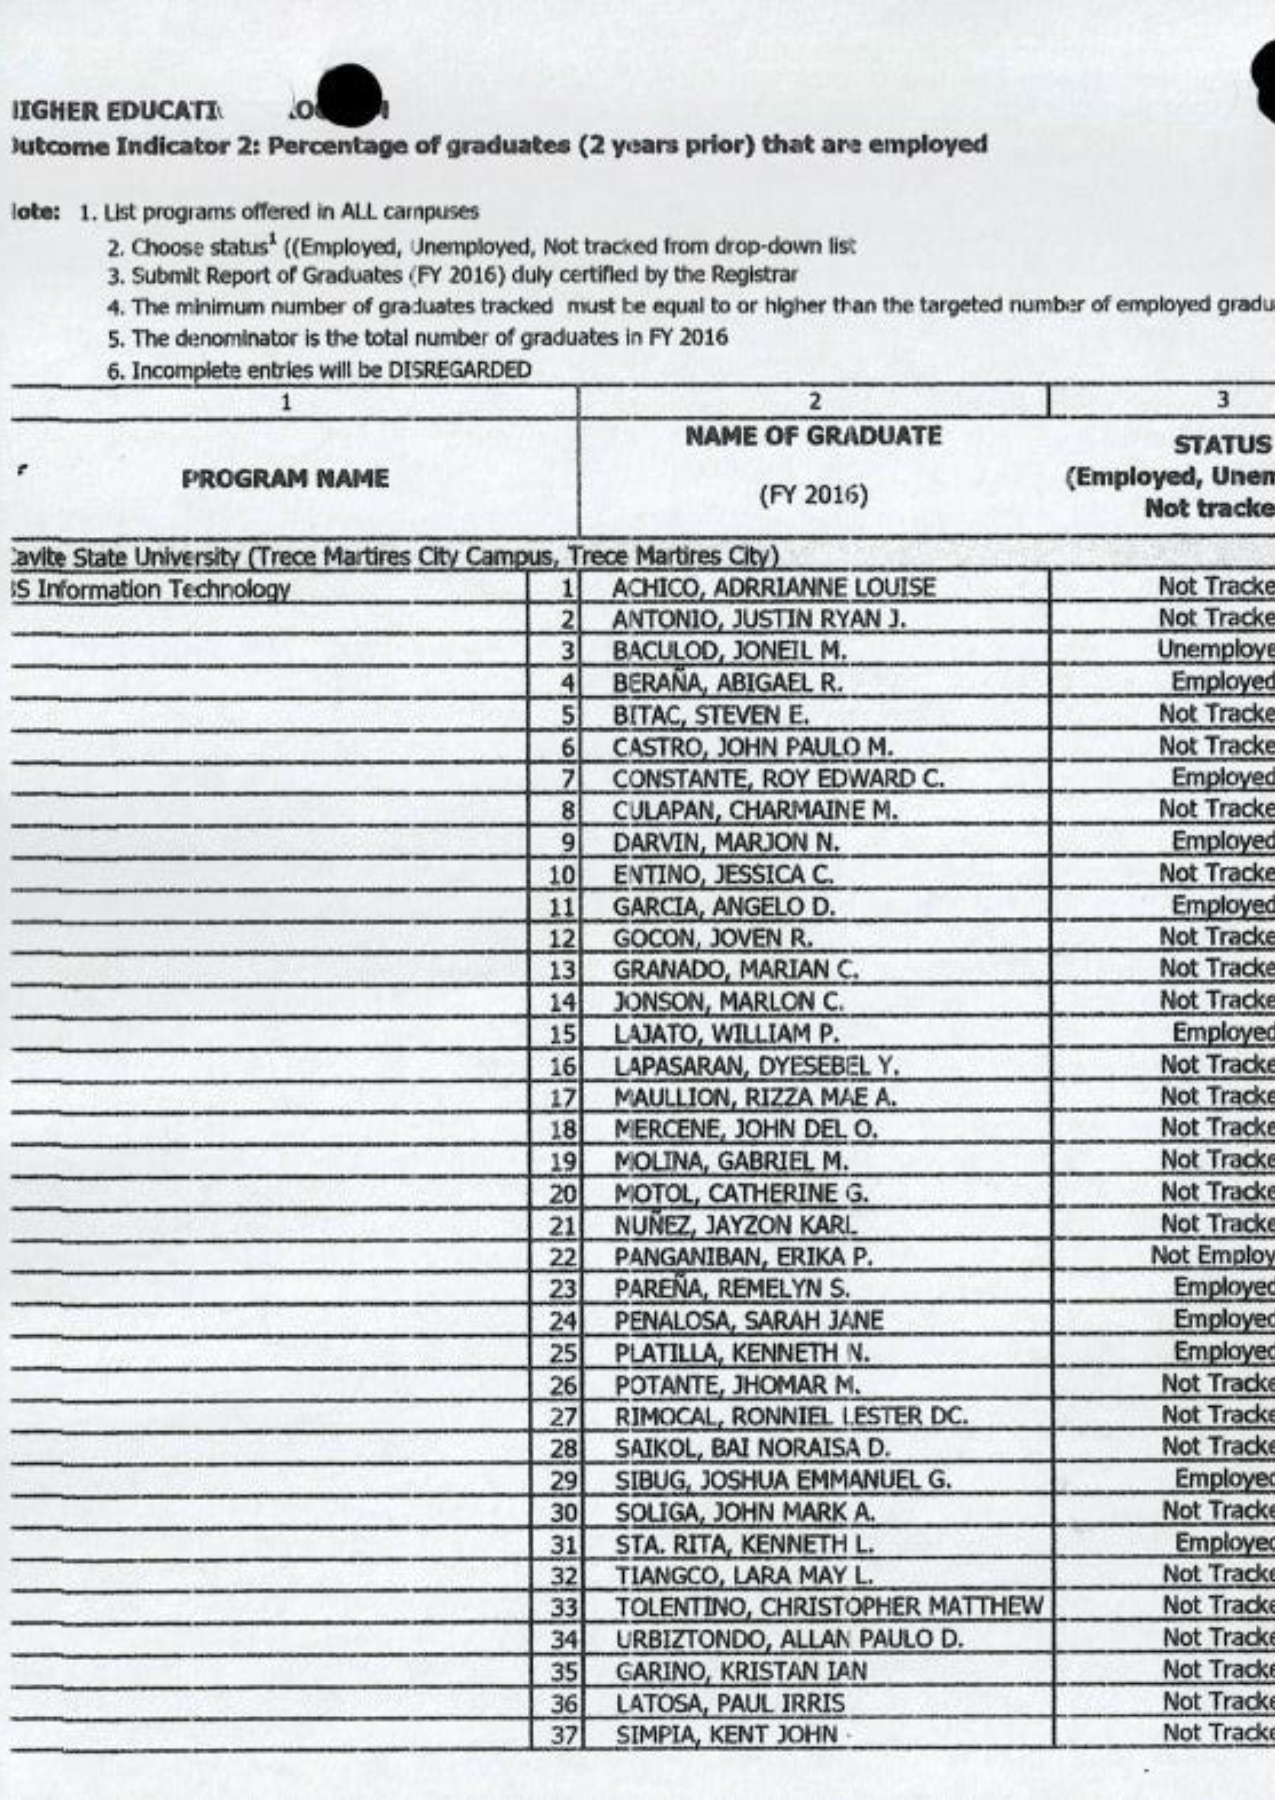 HIGHER EDUCATI
Outcome Indicator 2: Percentage of graduates (2 years prior) that are employed
Note: 1. List programs offered in ALL campuses
2. Choose status¹ ((Employed, Unemployed, Not tracked from drop-down list
3. Submit Report of Graduates (FY 2016) duly certified by the Registrar
4. The minimum number of graduates tracked must be equal to or higher than the targeted number of employed gradu
5. The denominator is the total number of graduates in FY 2016
6. Incomplete entries will be DISREGARDED
1 2 3
PROGRAM NAME
NAME OF GRADUATE
(FY 2016)
STATUS
(Employed, Unem
Not tracke
Cavite State University (Trece Martires City Campus, Trece Martires City)
BS Information Technology 1 ACHICO, ADRRIANNE LOUISE Not Tracke
2 ANTONIO, JUSTIN RYAN J. Not Tracke
3 BACULOD, JONEIL M. Unemploye
4 BERAÑA, ABIGAEL R. Employed
5 BITAC, STEVEN E. Not Tracke
6 CASTRO, JOHN PAULO M. Not Tracke
7 CONSTANTE, ROY EDWARD C. Employed
8 CULAPAN, CHARMAINE M. Not Tracke
9 DARVIN, MARJON N. Employed
10 ENTINO, JESSICA C. Not Tracke
11 GARCIA, ANGELO D. Employed
12 GOCON, JOVEN R. Not Tracke
13 GRANADO, MARIAN C. Not Tracke
14 JONSON, MARLON C. Not Tracke
15 LAJATO, WILLIAM P. Employed
16 LAPASARAN, DYESEBEL Y. Not Tracke
17 MAULLION, RIZZA MAE A. Not Tracke
18 MERCENE, JOHN DEL O. Not Tracke
19 MOLINA, GABRIEL M. Not Tracke
20 MOTOL, CATHERINE G. Not Tracke
21 NUÑEZ, JAYZON KARL Not Tracke
22 PANGANIBAN, ERIKA P. Not Employ
23 PAREÑA, REMELYN S. Employed
24 PENALOSA, SARAH JANE Employed
25 PLATILLA, KENNETH N. Employed
26 POTANTE, JHOMAR M. Not Tracke
27 RIMOCAL, RONNIEL LESTER DC. Not Tracke
28 SAIKOL, BAI NORAISA D. Not Tracke
29 SIBUG, JOSHUA EMMANUEL G. Employed
30 SOLIGA, JOHN MARK A. Not Tracke
31 STA. RITA, KENNETH L. Employed
32 TIANGCO, LARA MAY L. Not Tracke
33 TOLENTINO, CHRISTOPHER MATTHEW Not Tracke
34 URBIZTONDO, ALLAN PAULO D. Not Tracke
35 GARINO, KRISTAN IAN Not Tracke
36 LATOSA, PAUL IRRIS Not Tracke
37 SIMPIA, KENT JOHN Not Tracke